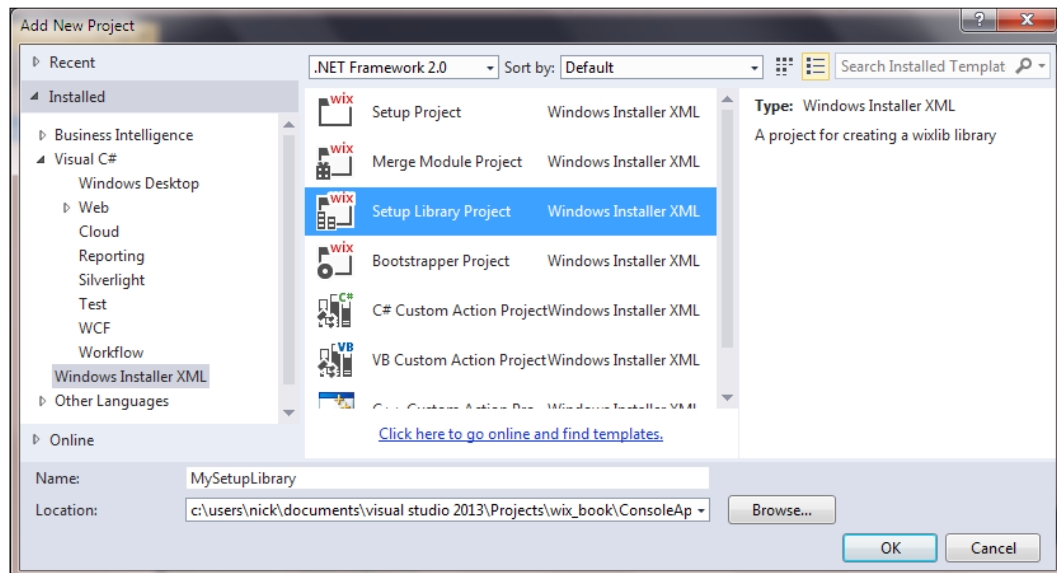 Add New Project
Recent
Installed
Business Intelligence
Visual C#
Windows Desktop
Web
Cloud
Reporting
Silverlight
Test
WCF
Workflow
Windows Installer XML
Other Languages
Online
.NET Framework 2.0 Sort by: Default Search Installed Templat
wix Setup Project Windows Installer XML
wix Merge Module Project Windows Installer XML
wix Setup Library Project Windows Installer XML
wix Bootstrapper Project Windows Installer XML
C# C# Custom Action Project Windows Installer XML
VB VB Custom Action Project Windows Installer XML
Click here to go online and find templates.
Type: Windows Installer XML
A project for creating a wixlib library
Name: MySetupLibrary
Location: c:\users\nick\documents\visual studio 2013\Projects\wix_book\ConsoleAp Browse...
OK Cancel